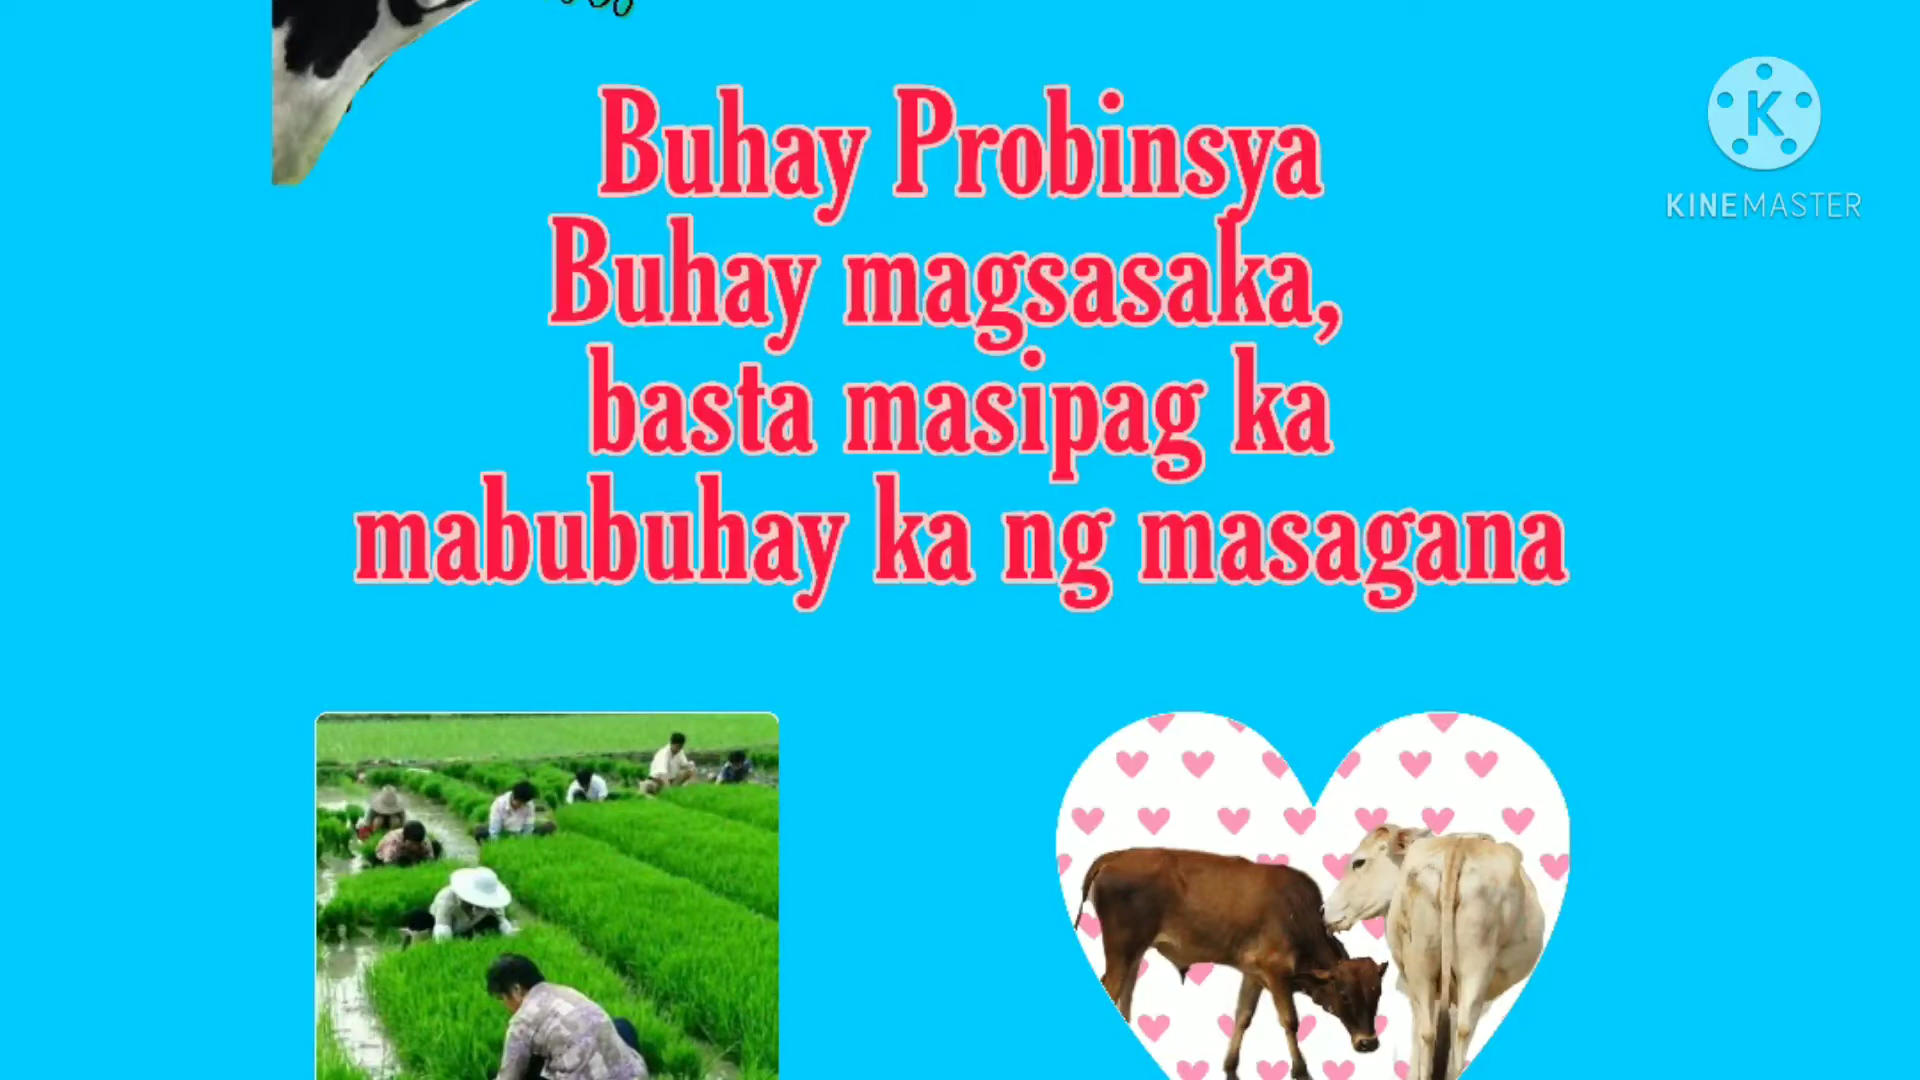 Buhay Probinsya
Buhay magsasaka,
basta masipag ka
mabubuhay ka ng masagana
K
KINEMASTER